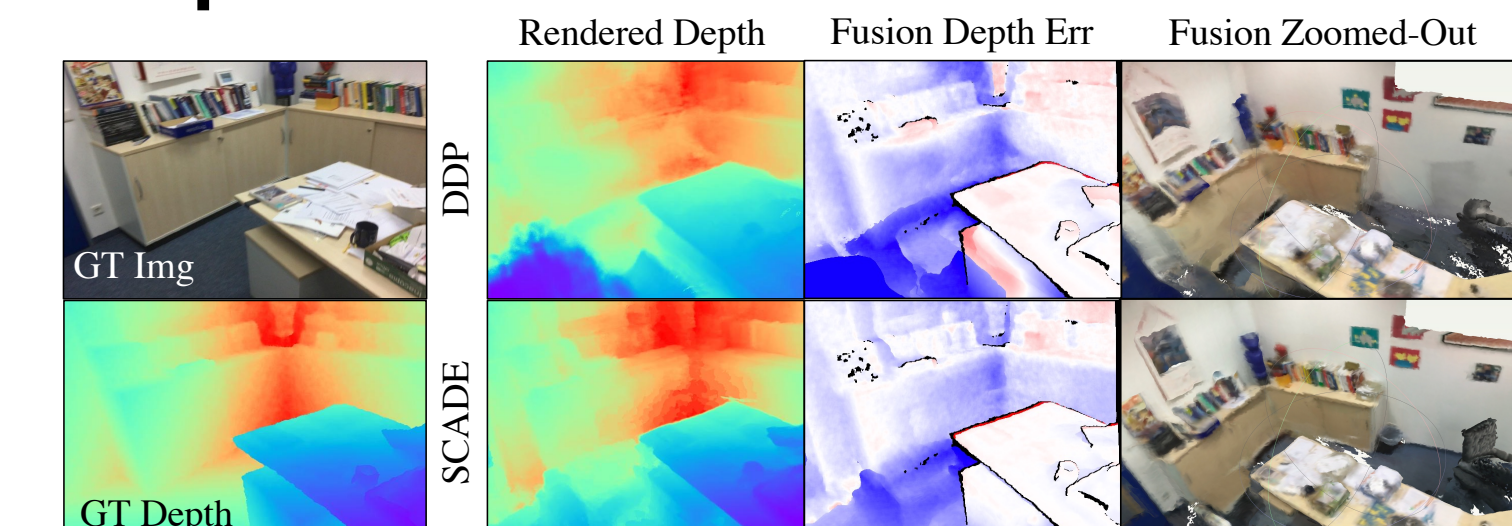 Rendered Depth
Fusion Depth Err
Fusion Zoomed-Out
DDP
GT Img
SCADE
GT Depth